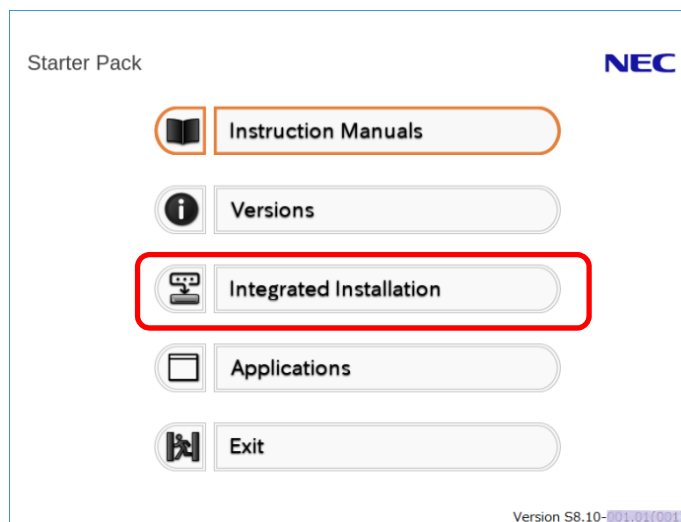 Starter Pack
NEC
Instruction Manuals
Versions
Integrated Installation
Applications
Exit
Version S8.10-001.01(001